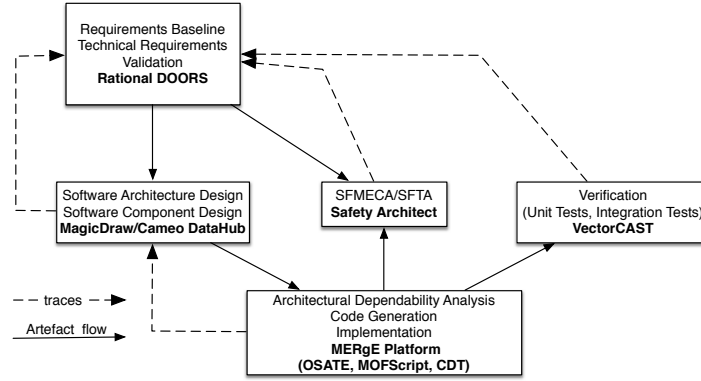 Requirements Baseline
Technical Requirements
Validation
Rational DOORS
Software Architecture Design
Software Component Design
MagicDraw/Cameo DataHub
SFMECA/SFTA
Safety Architect
Verification
(Unit Tests, Integration Tests)
VectorCAST
traces
Artefact flow
Architectural Dependability Analysis
Code Generation
Implementation
MERgE Platform
(OSATE, MOFScript, CDT)